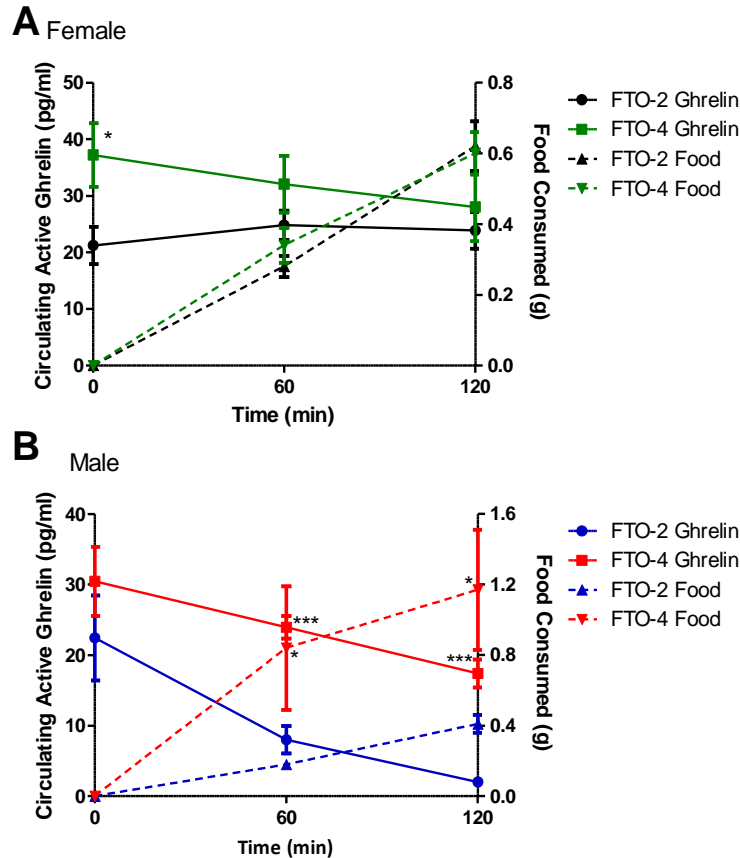 A Female
Circulating Active Ghrelin (pg/ml)
50
40
30
20
10
0
0.8
0.6
0.4
0.2
0.0
Food Consumed (g)
*
0 60 120
Time (min)
FTO-2 Ghrelin
FTO-4 Ghrelin
FTO-2 Food
FTO-4 Food
B Male
Circulating Active Ghrelin (pg/ml)
40
30
20
10
0
1.6
1.2
0.8
0.4
0.0
Food Consumed (g)
***
*
*
***
0 60 120
Time (min)
FTO-2 Ghrelin
FTO-4 Ghrelin
FTO-2 Food
FTO-4 Food